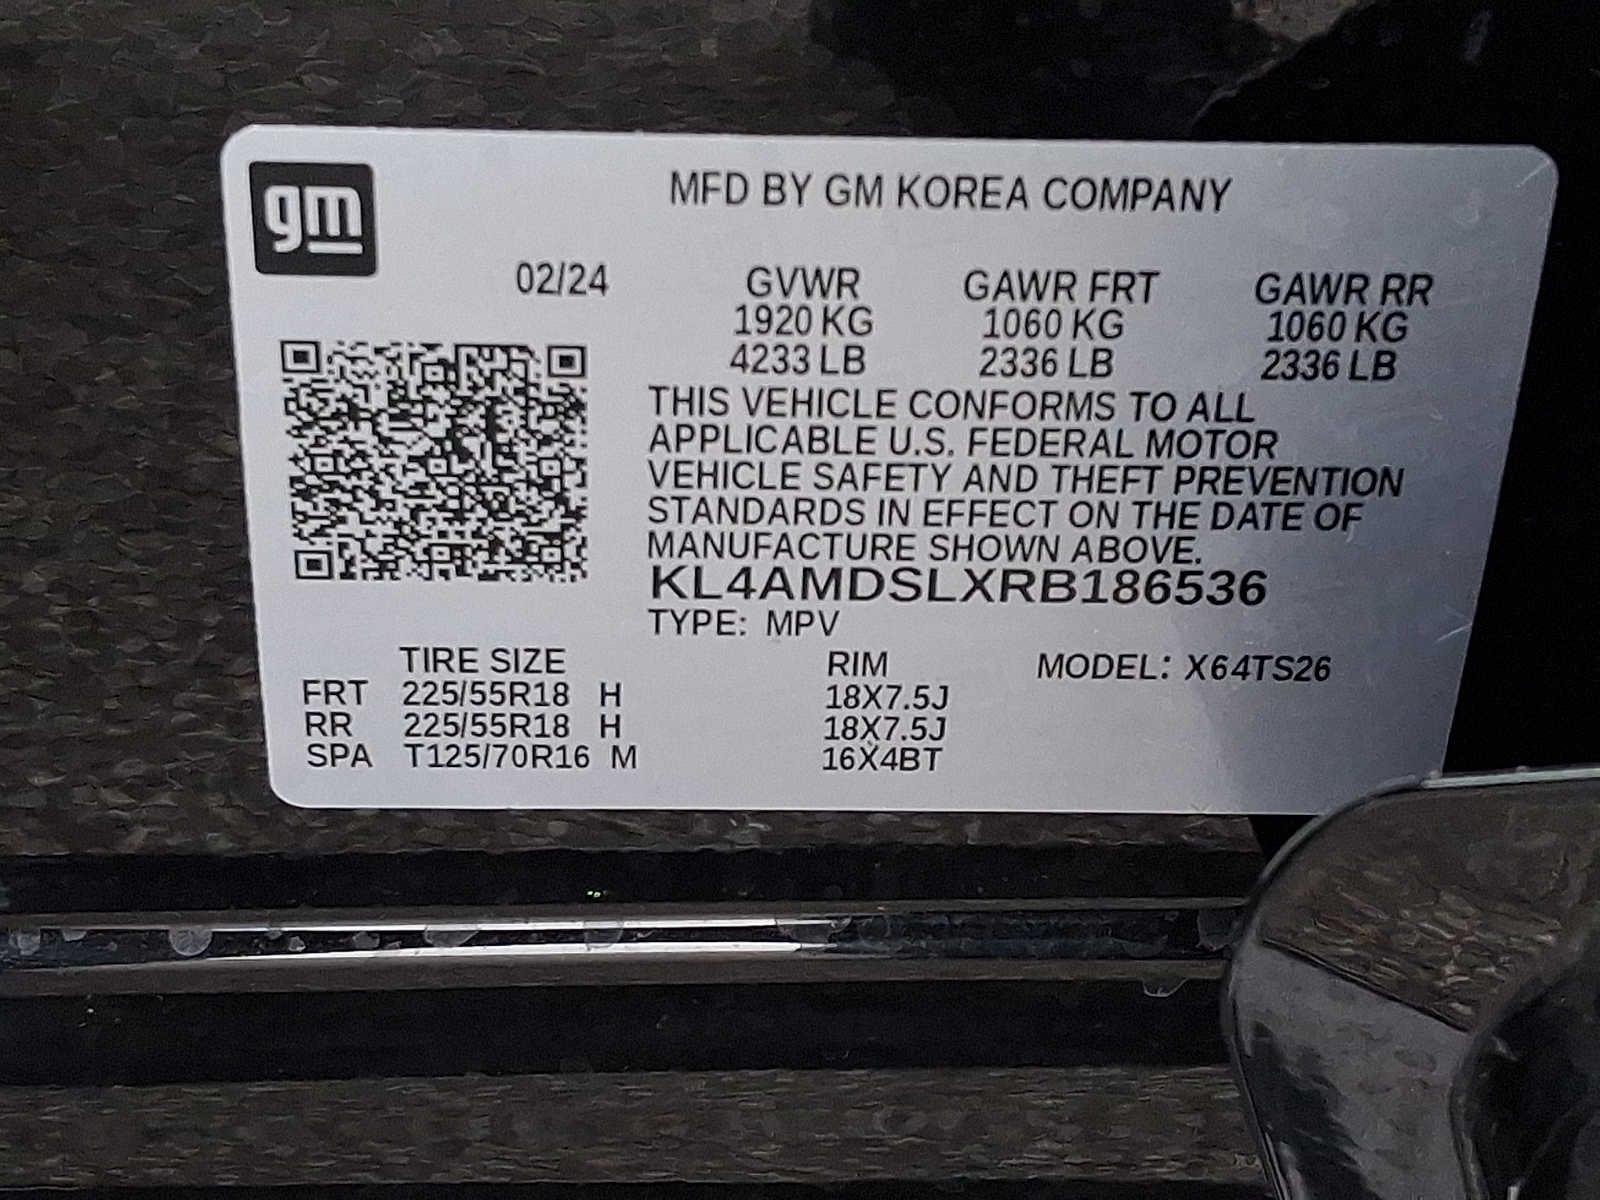 gm
MFD BY GM KOREA COMPANY
02/24 GVWR GAWR FRT GAWR RR
1920 KG 1060 KG 1060 KG
4233 LB 2336 LB 2336 LB
THIS VEHICLE CONFORMS TO ALL
APPLICABLE U.S. FEDERAL MOTOR
VEHICLE SAFETY AND THEFT PREVENTION
STANDARDS IN EFFECT ON THE DATE OF
MANUFACTURE SHOWN ABOVE.
KL4AMDSLXRB186536
TYPE: MPV
TIRE SIZE RIM MODEL: X64TS26
FRT 225/55R18 H 18X7.5J
RR 225/55R18 H 18X7.5J
SPA T125/70R16 M 16X4BT